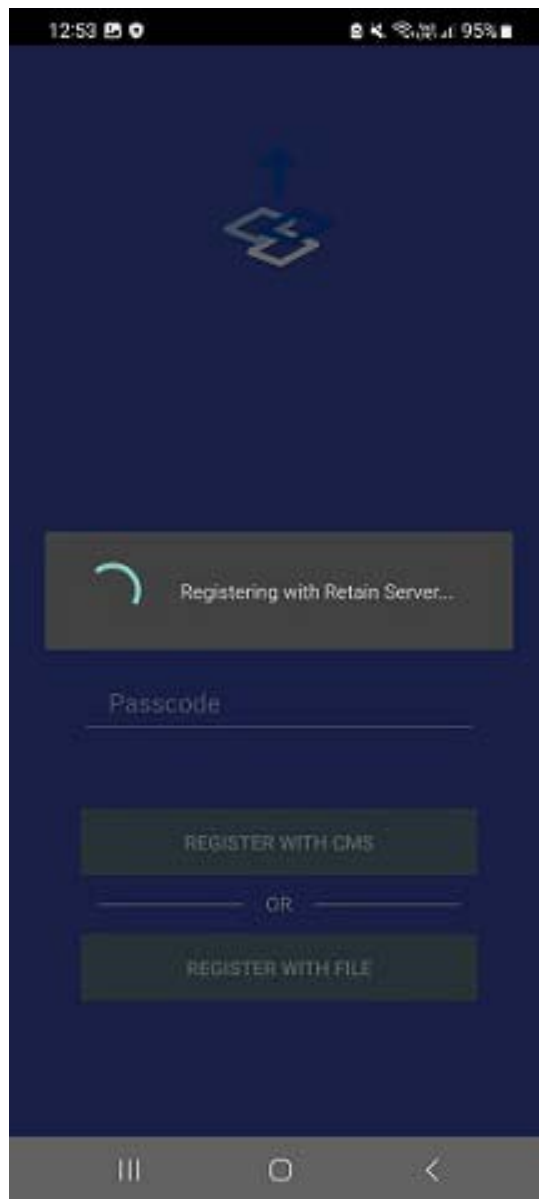 12:53 95%
Registering with Retain Server...
Passcode
REGISTER WITH CMS
OR
REGISTER WITH FILE